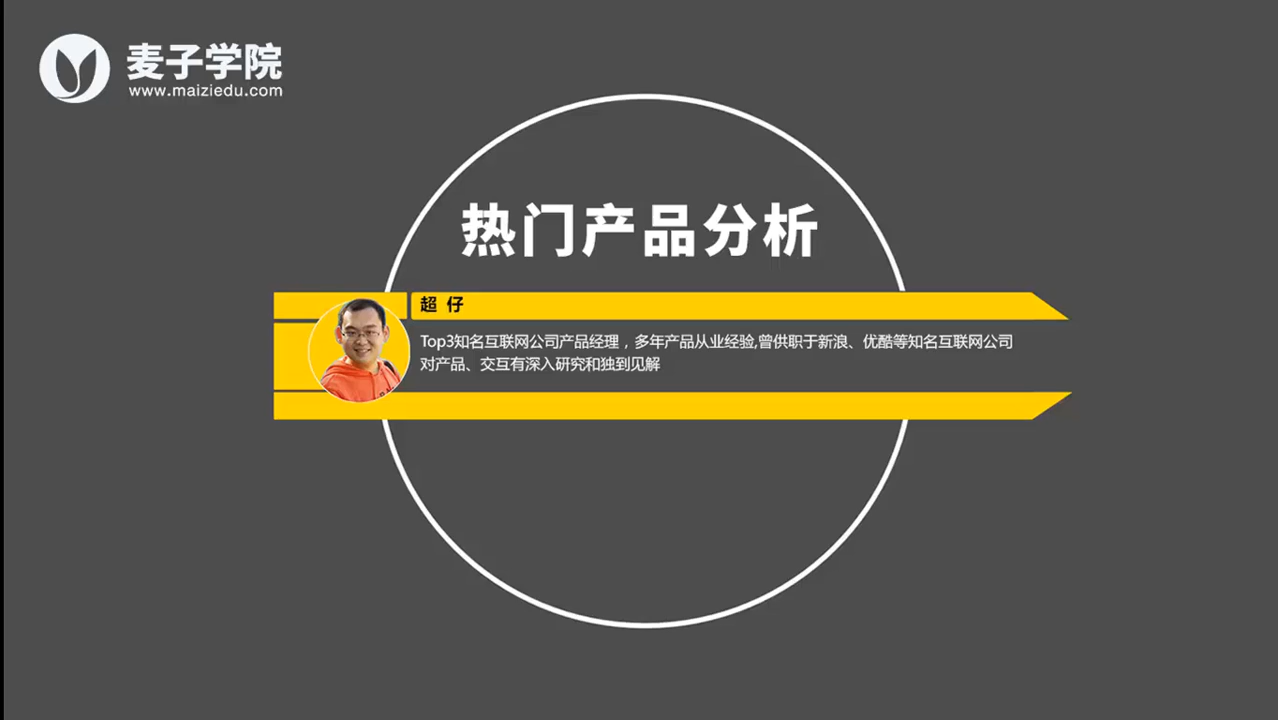 麦子学院
www.maiziedu.com
热门产品分析
超 仔
Top3知名互联网公司产品经理，多年产品从业经验,曾供职于新浪、优酷等知名互联网公司
对产品、交互有深入研究和独到见解